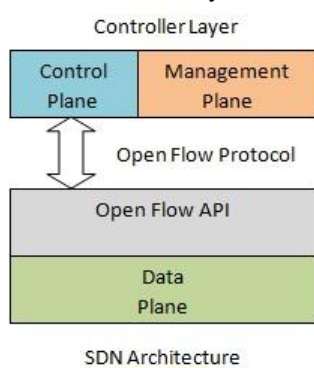 Controller Layer
Control Management
Plane Plane
Open Flow Protocol
Open Flow API
Data
Plane
SDN Architecture